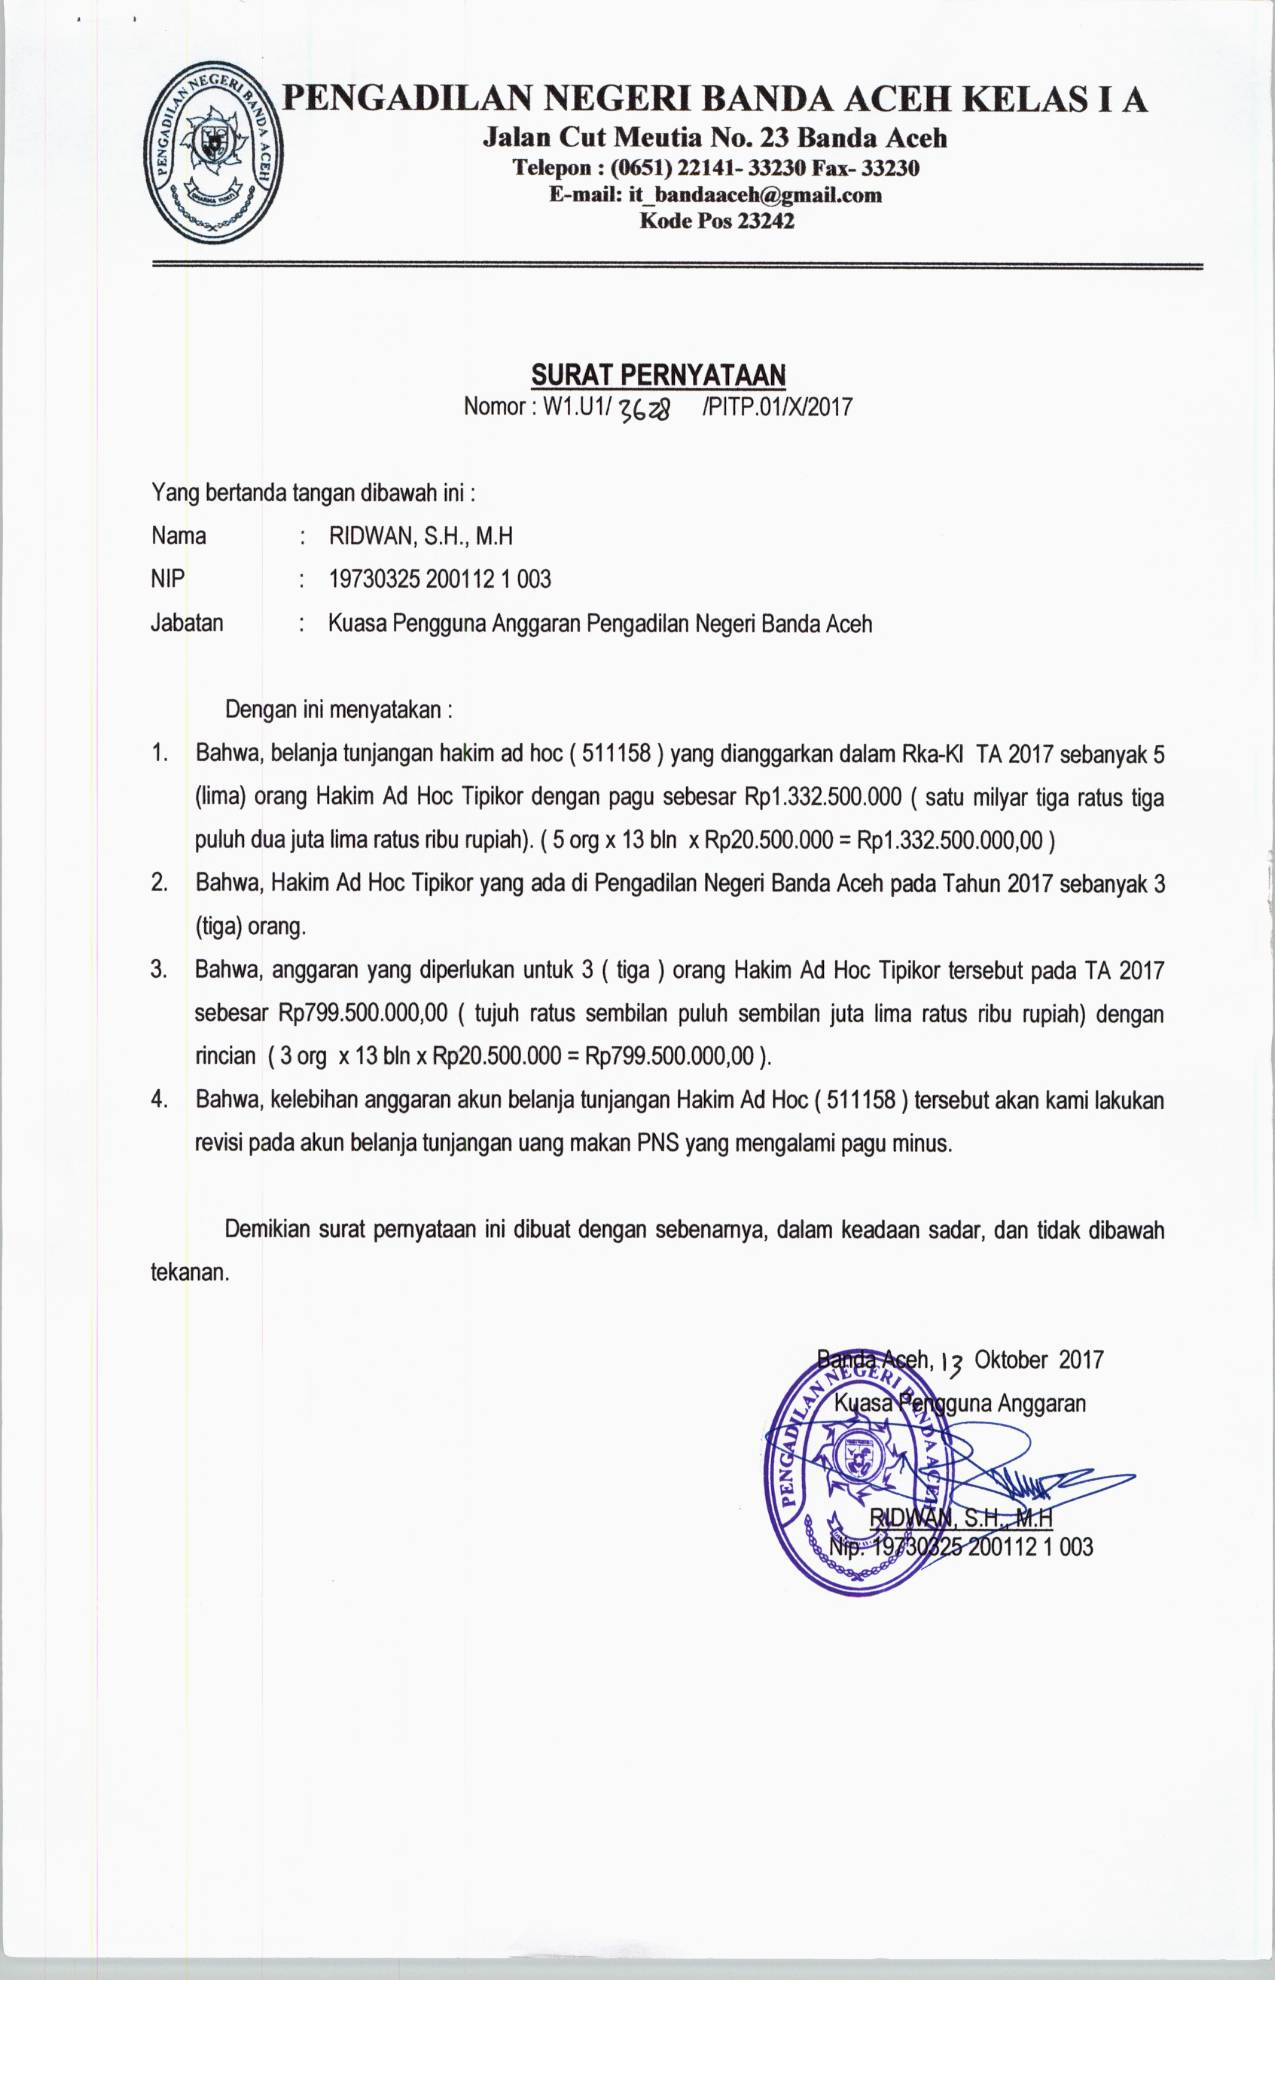 PENGADILAN NEGERI BANDA ACEH
DHARMA YUKTI
PENGADILAN NEGERI BANDA ACEH KELAS I A
Jalan Cut Meutia No. 23 Banda Aceh
Telepon : (0651) 22141- 33230 Fax- 33230
E-mail: it_bandaaceh@gmail.com
Kode Pos 23242
SURAT PERNYATAAN
Nomor : W1.U1/ 3628 /PITP.01/X/2017
Yang bertanda tangan dibawah ini :
Nama : RIDWAN, S.H., M.H
NIP : 19730325 200112 1 003
Jabatan : Kuasa Pengguna Anggaran Pengadilan Negeri Banda Aceh
Dengan ini menyatakan :
1. Bahwa, belanja tunjangan hakim ad hoc ( 511158 ) yang dianggarkan dalam Rka-Kl TA 2017 sebanyak 5
(lima) orang Hakim Ad Hoc Tipikor dengan pagu sebesar Rp1.332.500.000 ( satu milyar tiga ratus tiga
puluh dua juta lima ratus ribu rupiah). ( 5 org x 13 bln x Rp20.500.000 = Rp1.332.500.000,00 )
2. Bahwa, Hakim Ad Hoc Tipikor yang ada di Pengadilan Negeri Banda Aceh pada Tahun 2017 sebanyak 3
(tiga) orang.
3. Bahwa, anggaran yang diperlukan untuk 3 ( tiga ) orang Hakim Ad Hoc Tipikor tersebut pada TA 2017
sebesar Rp799.500.000,00 ( tujuh ratus sembilan puluh sembilan juta lima ratus ribu rupiah) dengan
rincian ( 3 org x 13 bln x Rp20.500.000 = Rp799.500.000,00 ).
4. Bahwa, kelebihan anggaran akun belanja tunjangan Hakim Ad Hoc ( 511158 ) tersebut akan kami lakukan
revisi pada akun belanja tunjangan uang makan PNS yang mengalami pagu minus.
Demikian surat pernyataan ini dibuat dengan sebenarnya, dalam keadaan sadar, dan tidak dibawah
tekanan.
Banda Aceh, 13 Oktober 2017
Kuasa Pengguna Anggaran
PENGADILAN NEGERI BANDA ACEH
RIDWAN, S.H., M.H
Nip. 19730325 200112 1 003